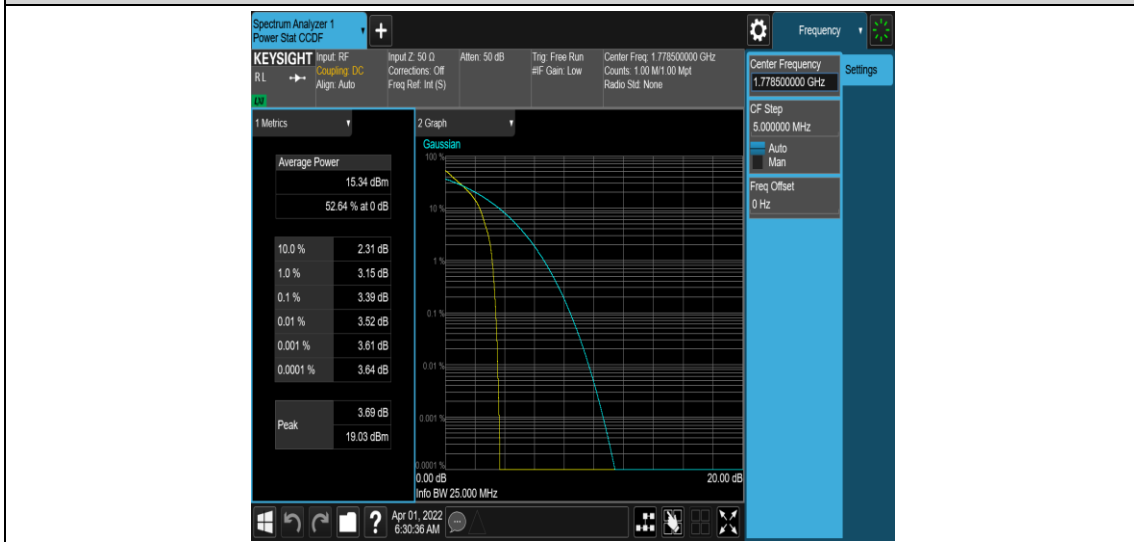 Spectrum Analyzer 1
Power Stat CCDF
+
Frequency
KEYSIGHT
RL
LXI
Input: RF
Coupling: DC
Align: Auto
Input Z: 50 Ω
Corrections: Off
Freq Ref: Int (S)
Atten: 50 dB
Trig: Free Run
#IF Gain: Low
Center Freq: 1.778500000 GHz
Counts: 1.00 M/1.00 Mpt
Radio Std: None
Center Frequency
1.778500000 GHz
Settings
CF Step
5.000000 MHz
Auto
Man
Freq Offset
0 Hz
1 Metrics
Average Power
15.34 dBm
52.64 % at 0 dB
10.0 % 2.31 dB
1.0 % 3.15 dB
0.1 % 3.39 dB
0.01 % 3.52 dB
0.001 % 3.61 dB
0.0001 % 3.64 dB
Peak 3.69 dB
19.03 dBm
2 Graph
Gaussian
100 %
10 %
1 %
0.1 %
0.01 %
0.001 %
0.0001 %
0.00 dB 20.00 dB
Info BW 25.000 MHz
?
Apr 01, 2022
6:30:36 AM